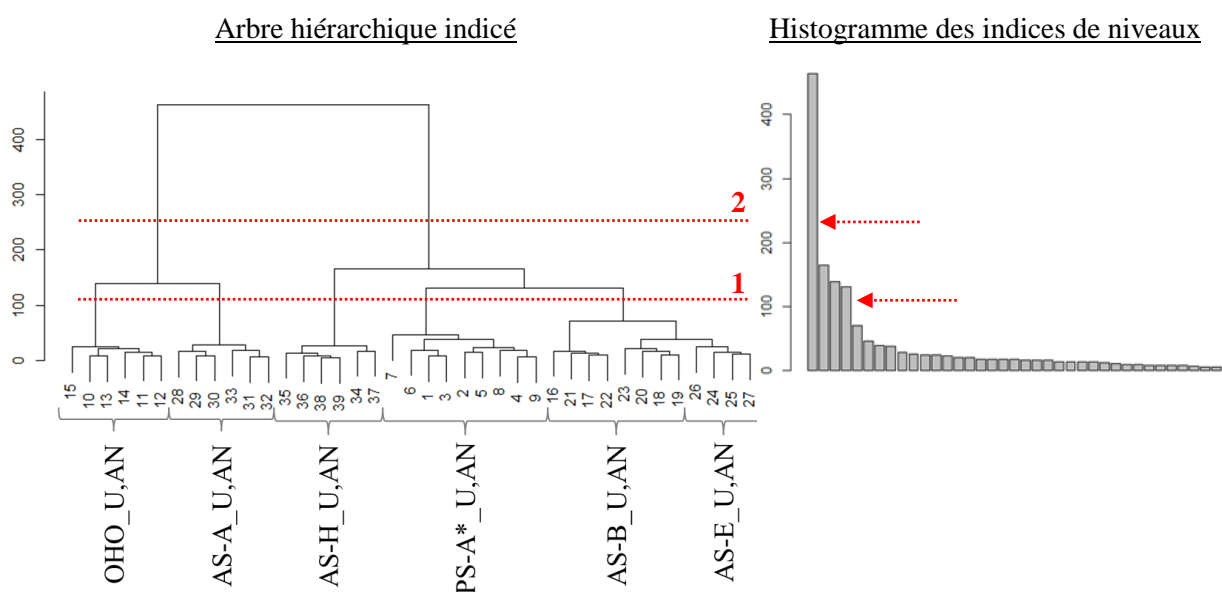 Arbre hiérarchique indicé
Histogramme des indices de niveaux
400
300
200
100
0
2
1
15 10 13 14 11 12 28 29 30 33 31 32 35 36 38 39 34 37 7 6 1 3 2 5 8 4 9 16 21 17 22 23 20 18 19 26 24 25 27
OHO_U,AN
AS-A_U,AN
AS-H_U,AN
PS-A*_U,AN
AS-B_U,AN
AS-E_U,AN
400
300
200
100
0